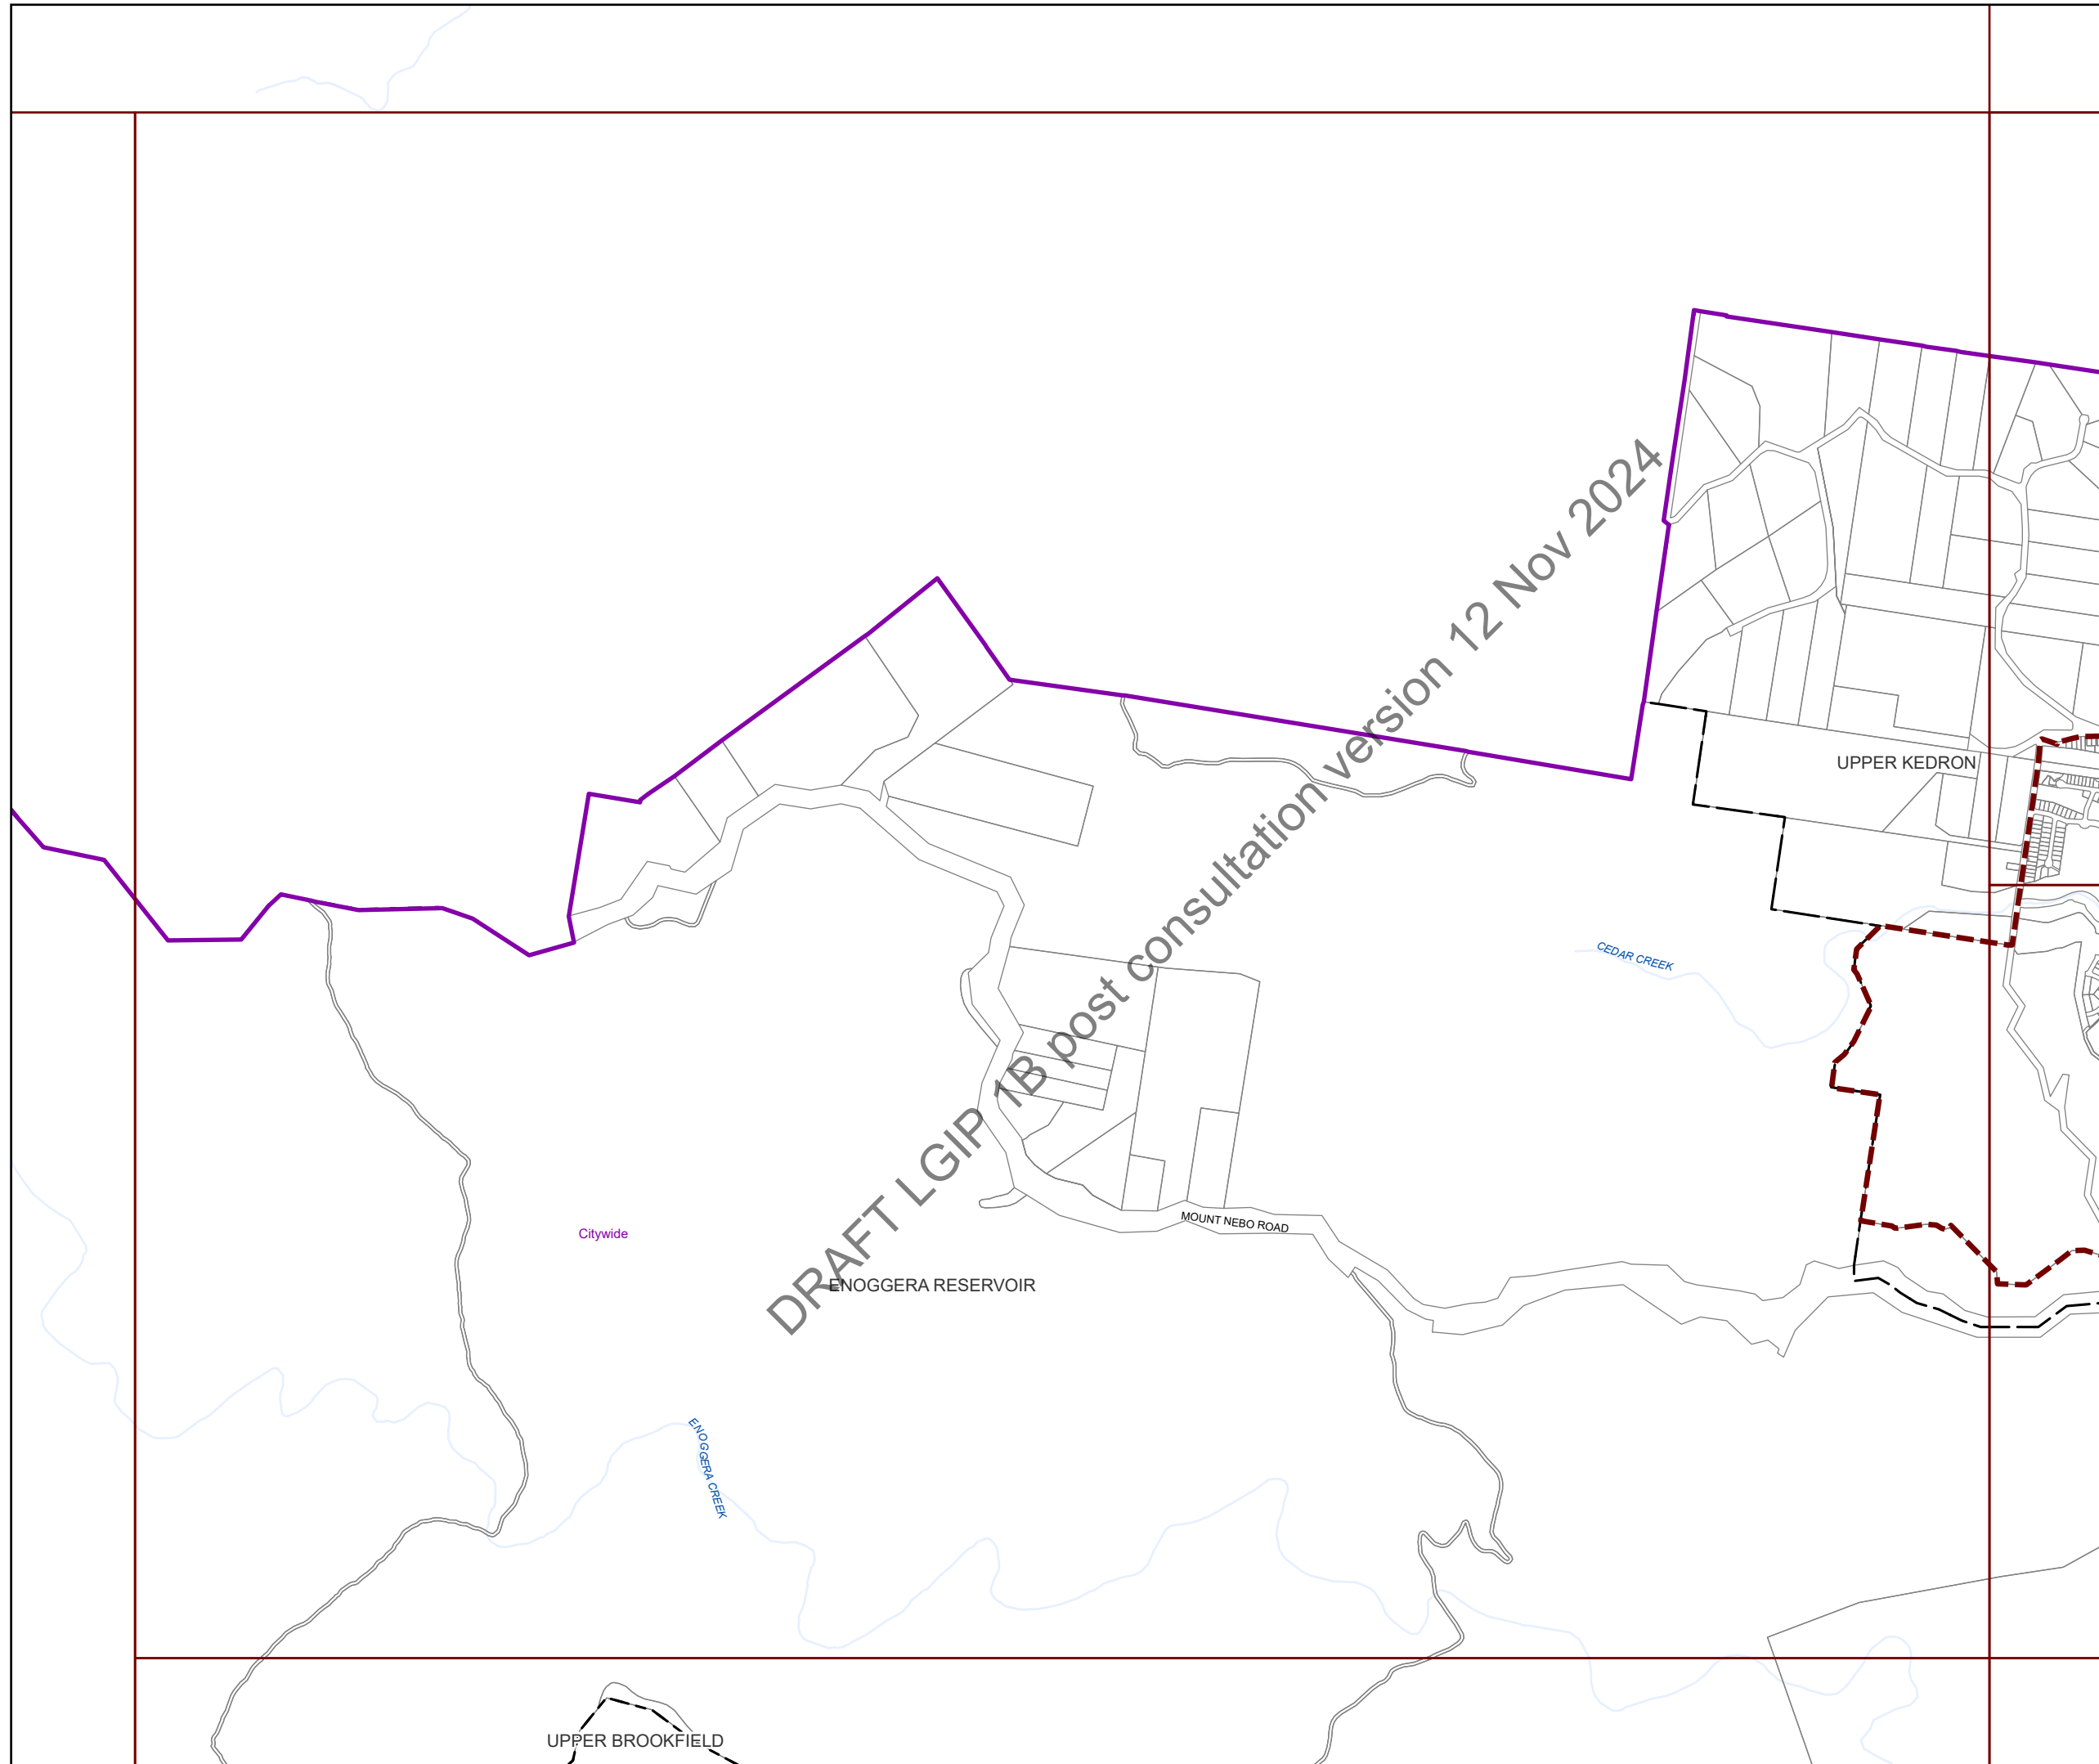 DRAFT LGIP 1B post consultation version 12 Nov 2024
UPPER KEDRON
CEDAR CREEK
MOUNT NEBO ROAD
Citywide
ENOGGERA RESERVOIR
ENOGGERA CREEK
UPPER BROOKFIELD